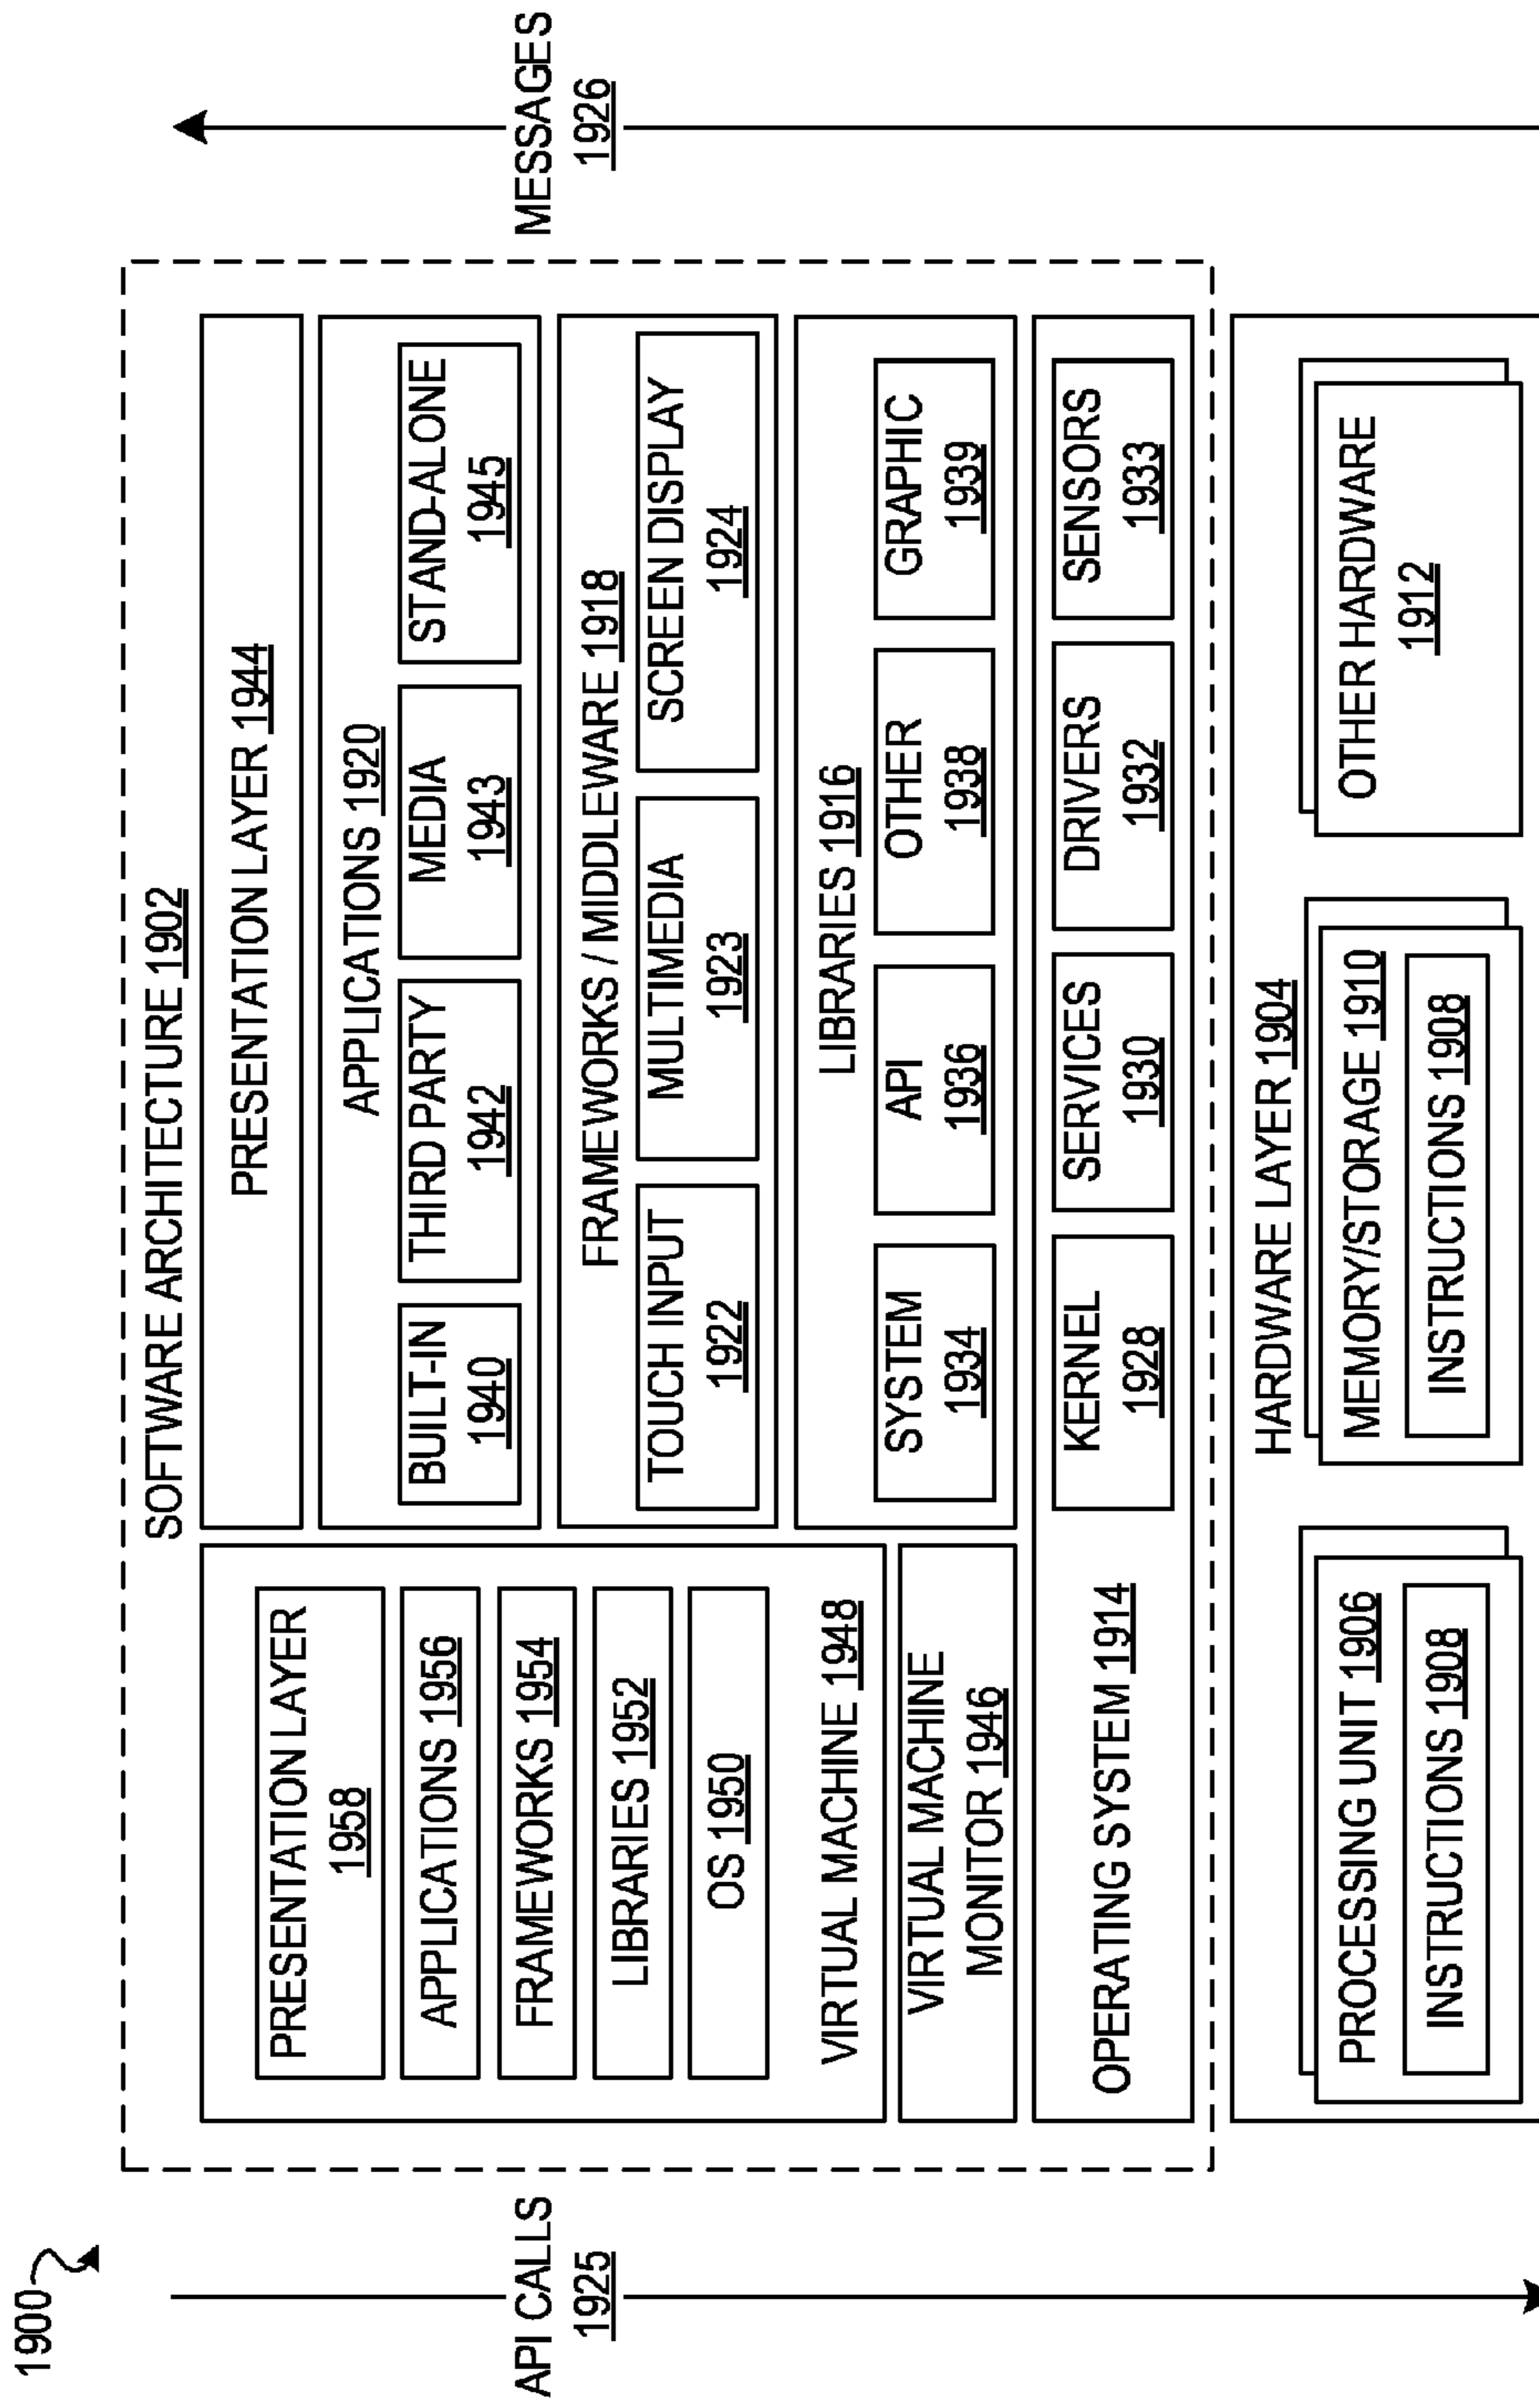 1900
SOFTWARE ARCHITECTURE 1902
API CALLS
1925
MESSAGES
1926
PRESENTATION LAYER
1958
APPLICATIONS 1956
FRAMEWORKS 1954
LIBRARIES 1952
OS 1950
VIRTUAL MACHINE 1948
VIRTUAL MACHINE
MONITOR 1946
PRESENTATION LAYER 1944
APPLICATIONS 1920
BUILT-IN
1940
THIRD PARTY
1942
MEDIA
1943
STAND-ALONE
1945
FRAMEWORKS / MIDDLEWARE 1918
TOUCH INPUT
1922
MULTIMEDIA
1923
SCREEN DISPLAY
1924
LIBRARIES 1916
SYSTEM
1934
API
1936
OTHER
1938
GRAPHIC
1939
OPERATING SYSTEM 1914
KERNEL
1928
SERVICES
1930
DRIVERS
1932
SENSORS
1933
HARDWARE LAYER 1904
PROCESSING UNIT 1906
INSTRUCTIONS 1908
MEMORY/STORAGE 1910
INSTRUCTIONS 1908
OTHER HARDWARE
1912